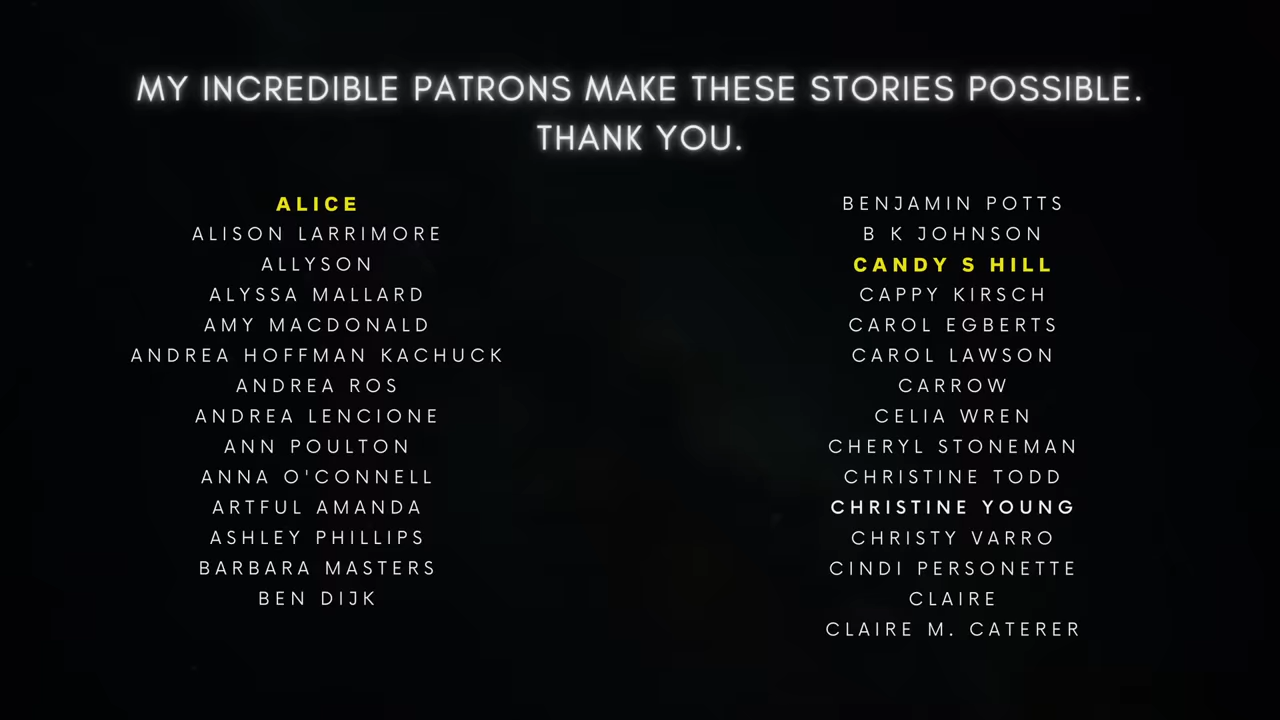 MY INCREDIBLE PATRONS MAKE THESE STORIES POSSIBLE.
THANK YOU.
ALICE
ALISON LARRIMORE
ALLYSON
ALYSSA MALLARD
AMY MACDONALD
ANDREA HOFFMAN KACHUCK
ANDREA ROS
ANDREA LENCIONE
ANN POULTON
ANNA O'CONNELL
ARTFUL AMANDA
ASHLEY PHILLIPS
BARBARA MASTERS
BEN DIJK
BENJAMIN POTTS
B K JOHNSON
CANDY S HILL
CAPPY KIRSCH
CAROL EGBERTS
CAROL LAWSON
CARROW
CELIA WREN
CHERYL STONEMAN
CHRISTINE TODD
CHRISTINE YOUNG
CHRISTY VARRO
CINDI PERSONETTE
CLAIRE
CLAIRE M. CATERER